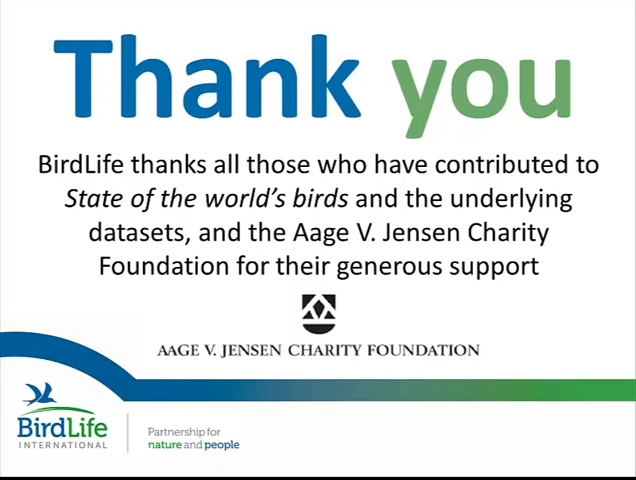 Thank you
BirdLife thanks all those who have contributed to
State of the world's birds and the underlying
datasets, and the Aage V. Jensen Charity
Foundation for their generous support
AAGE V. JENSEN CHARITY FOUNDATION
BirdLife
INTERNATIONAL
Partnership for
nature and people